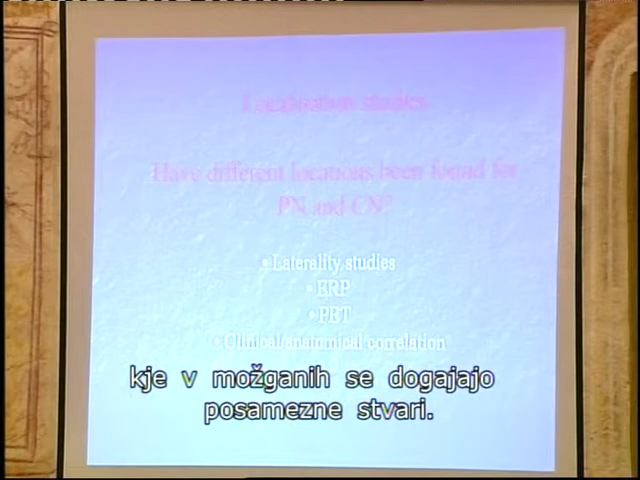 Localisation studies
Have different locations been found for
PN and CN?
• Laterality studies
• ERP
• PET
• Clinical/anatomical correlation
kje v možganih se dogajajo
posamezne stvari.